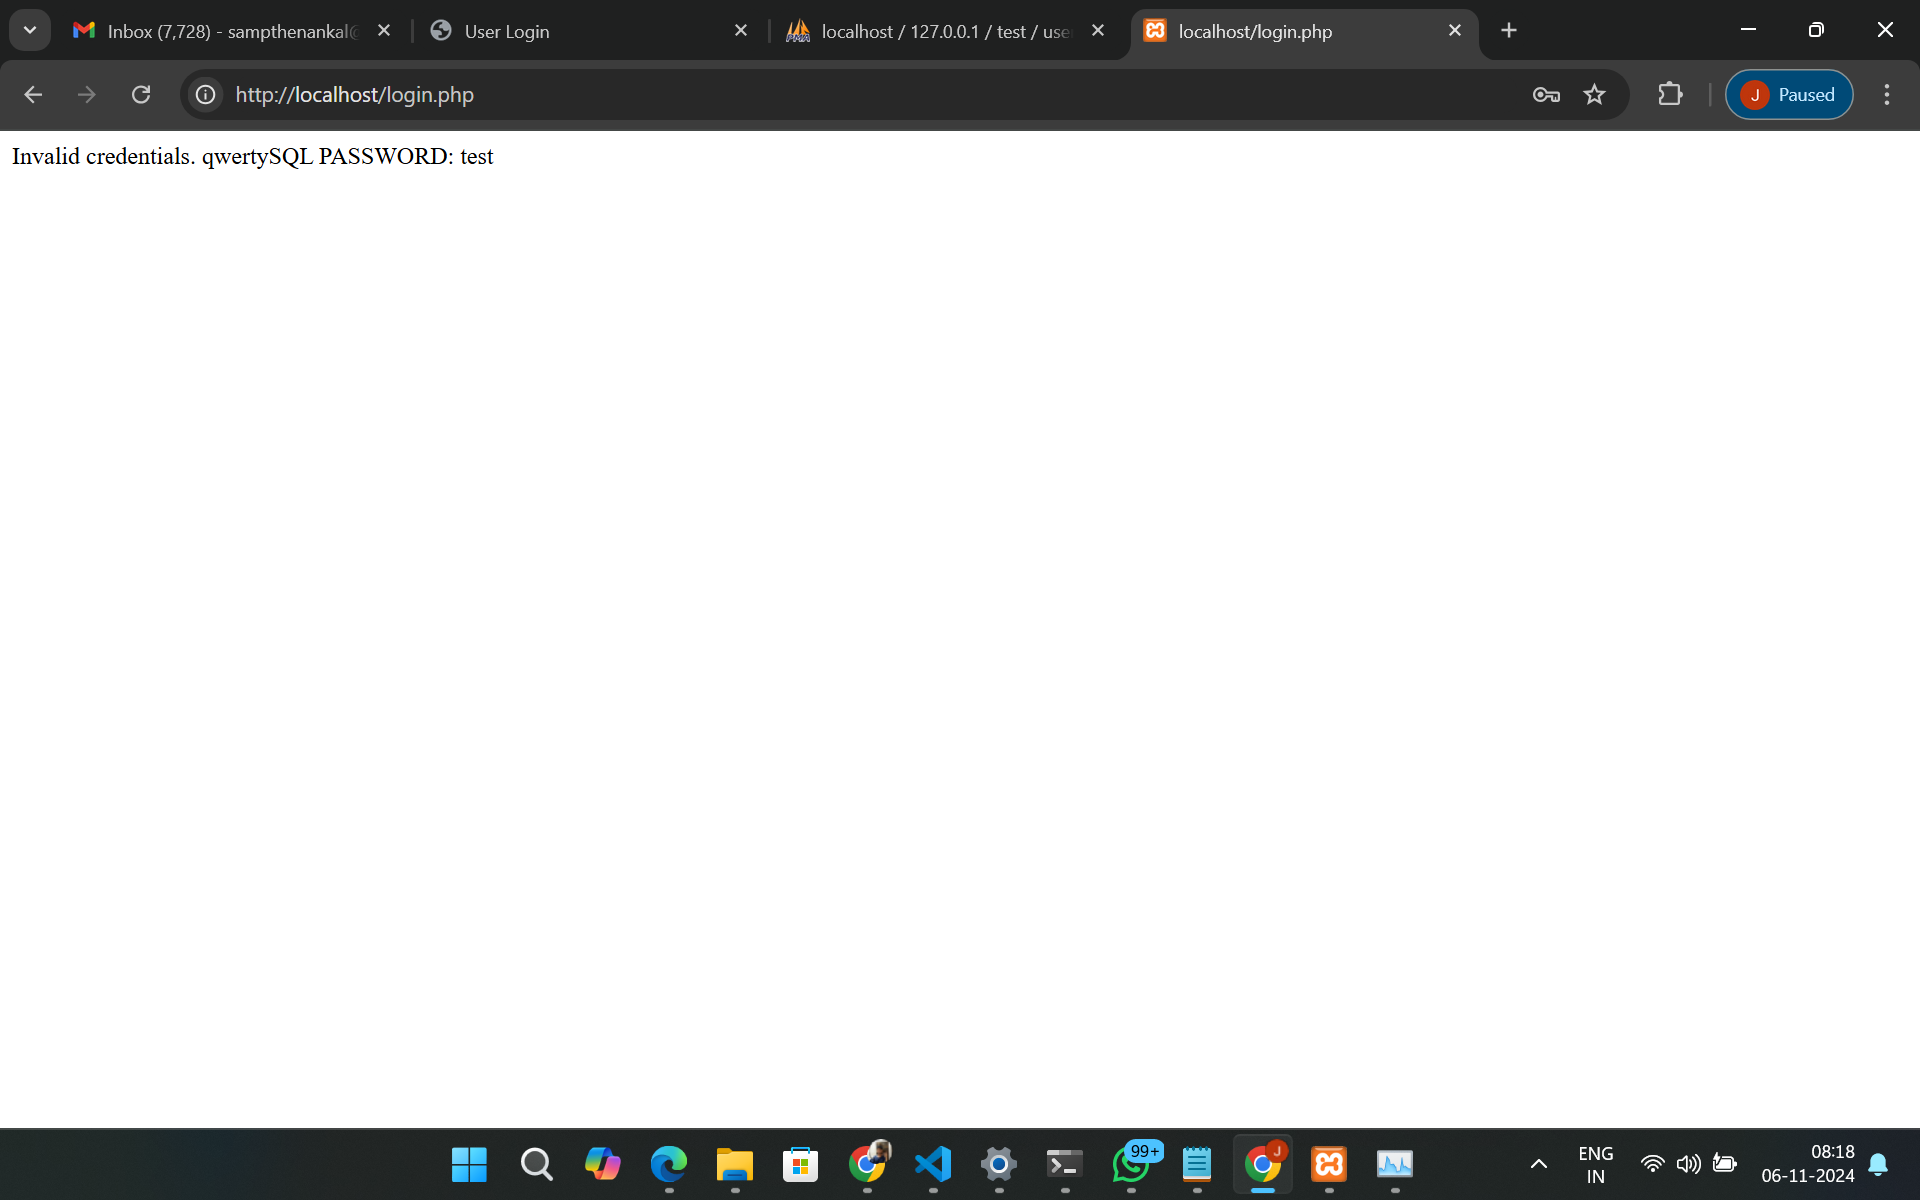 Inbox (7,728) - sampthenankal@
User Login
localhost / 127.0.0.1 / test / use
localhost/login.php
http://localhost/login.php
J Paused
Invalid credentials. qwertySQL PASSWORD: test
99+
J
ENG
IN
08:18
06-11-2024